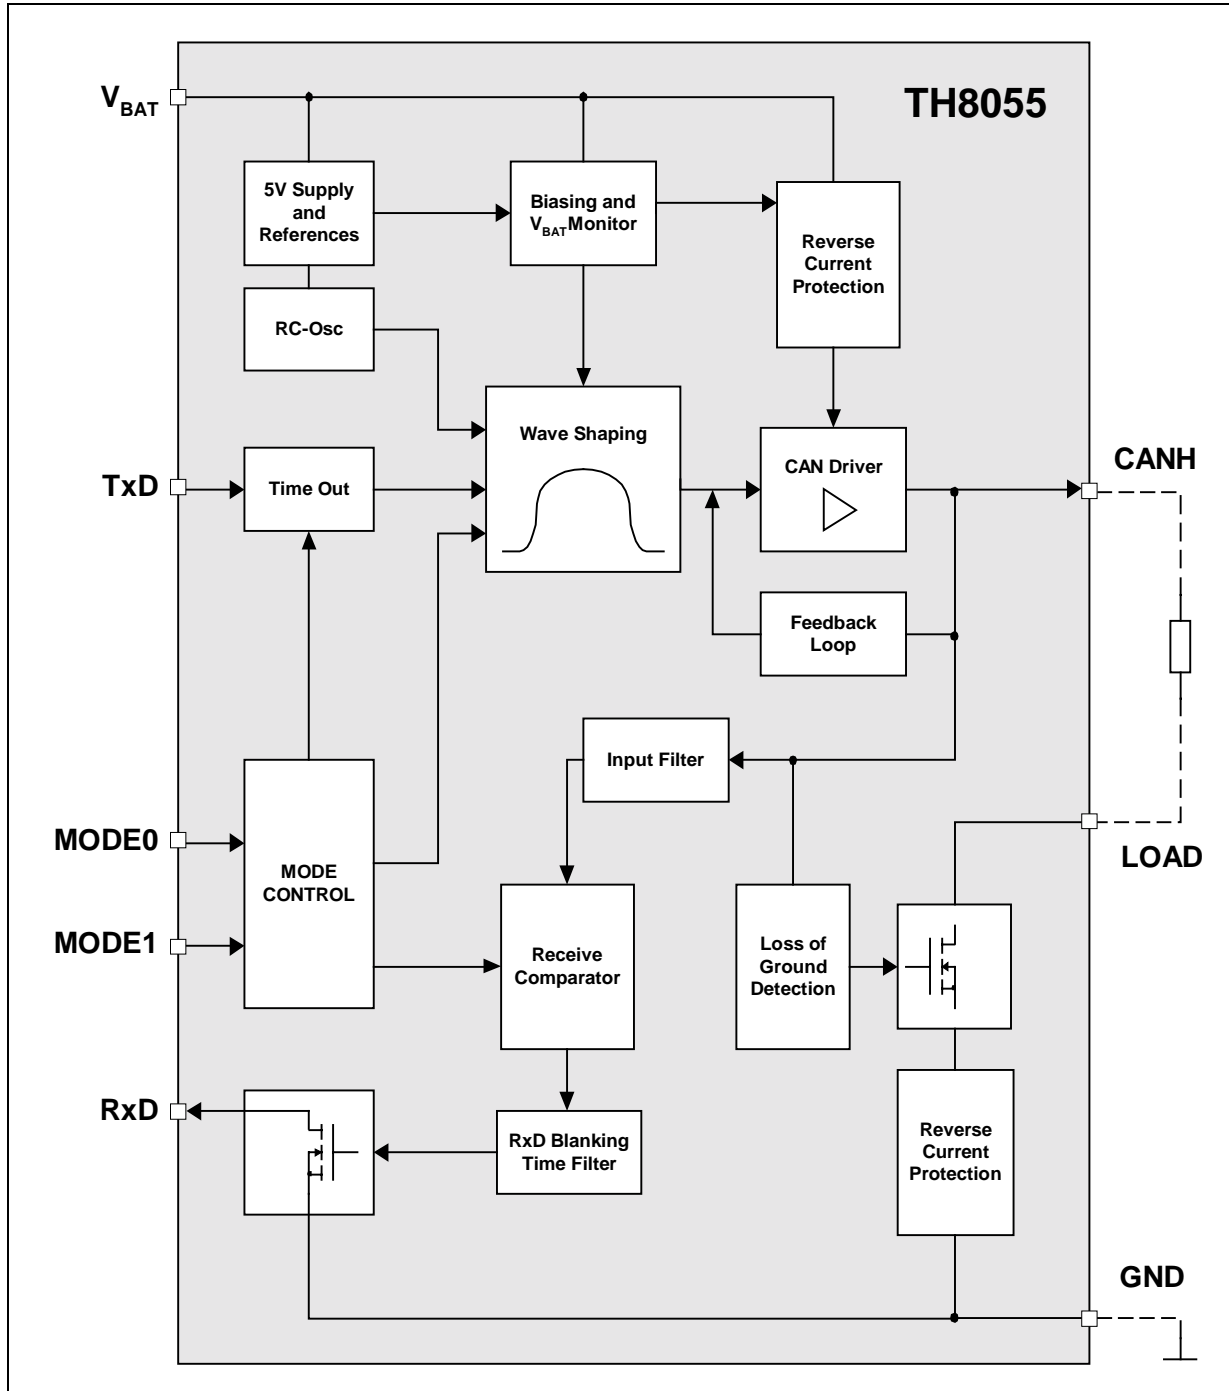 TH8055
VBAT
5V Supply
and
References
Biasing and
VBAT Monitor
Reverse
Current
Protection
RC-Osc
Wave Shaping
CAN Driver
CANH
TxD
Time Out
Feedback
Loop
Input Filter
MODE0
LOAD
MODE
CONTROL
MODE1
Receive
Comparator
Loss of
Ground
Detection
RxD
RxD Blanking
Time Filter
Reverse
Current
Protection
GND